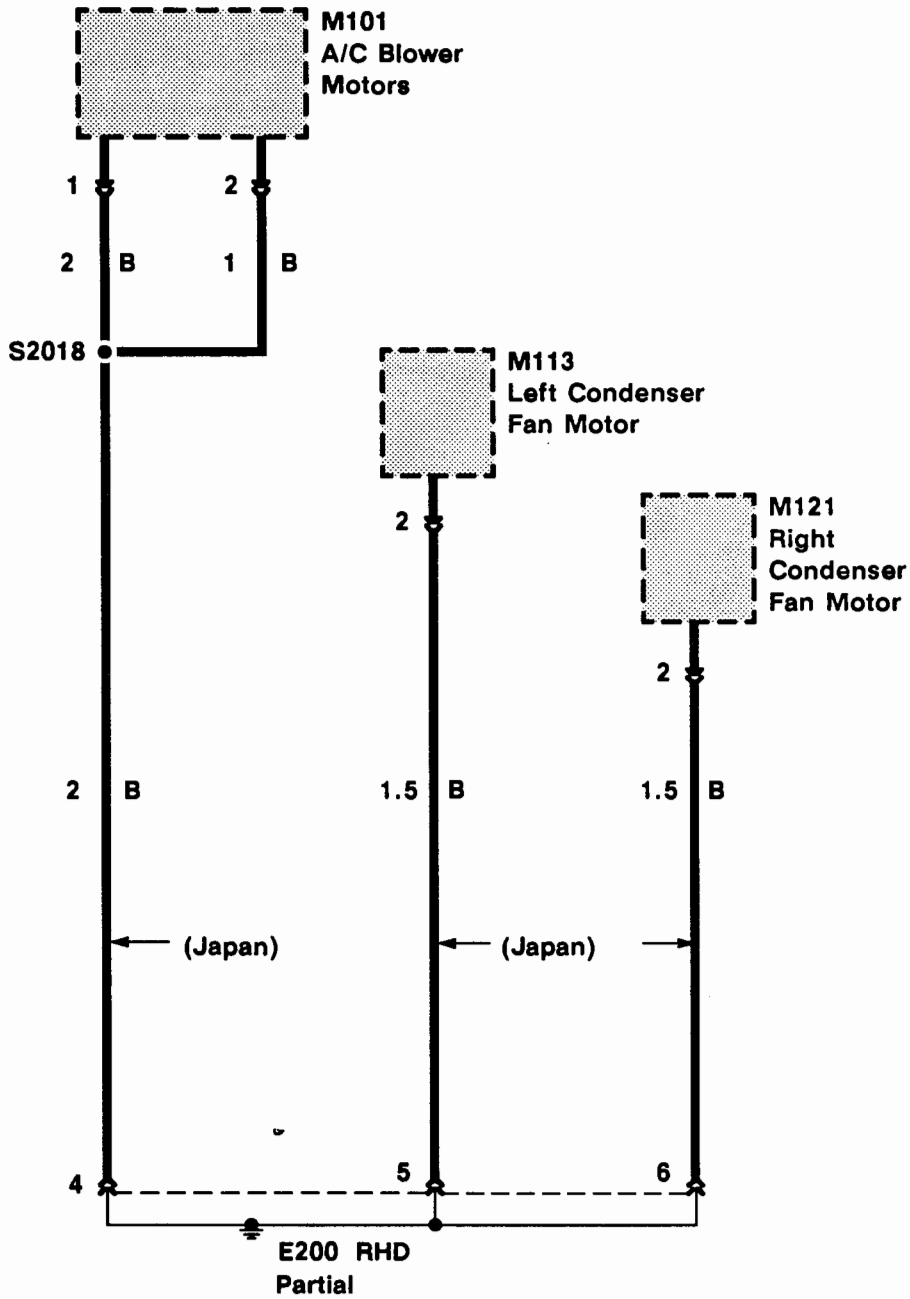 M101
A/C Blower
Motors
1 2
2 B 1 B
S2018
M113
Left Condenser
Fan Motor
2
M121
Right
Condenser
Fan Motor
2
2 B 1.5 B 1.5 B
(Japan) (Japan)
4 5 6
E200 RHD
Partial